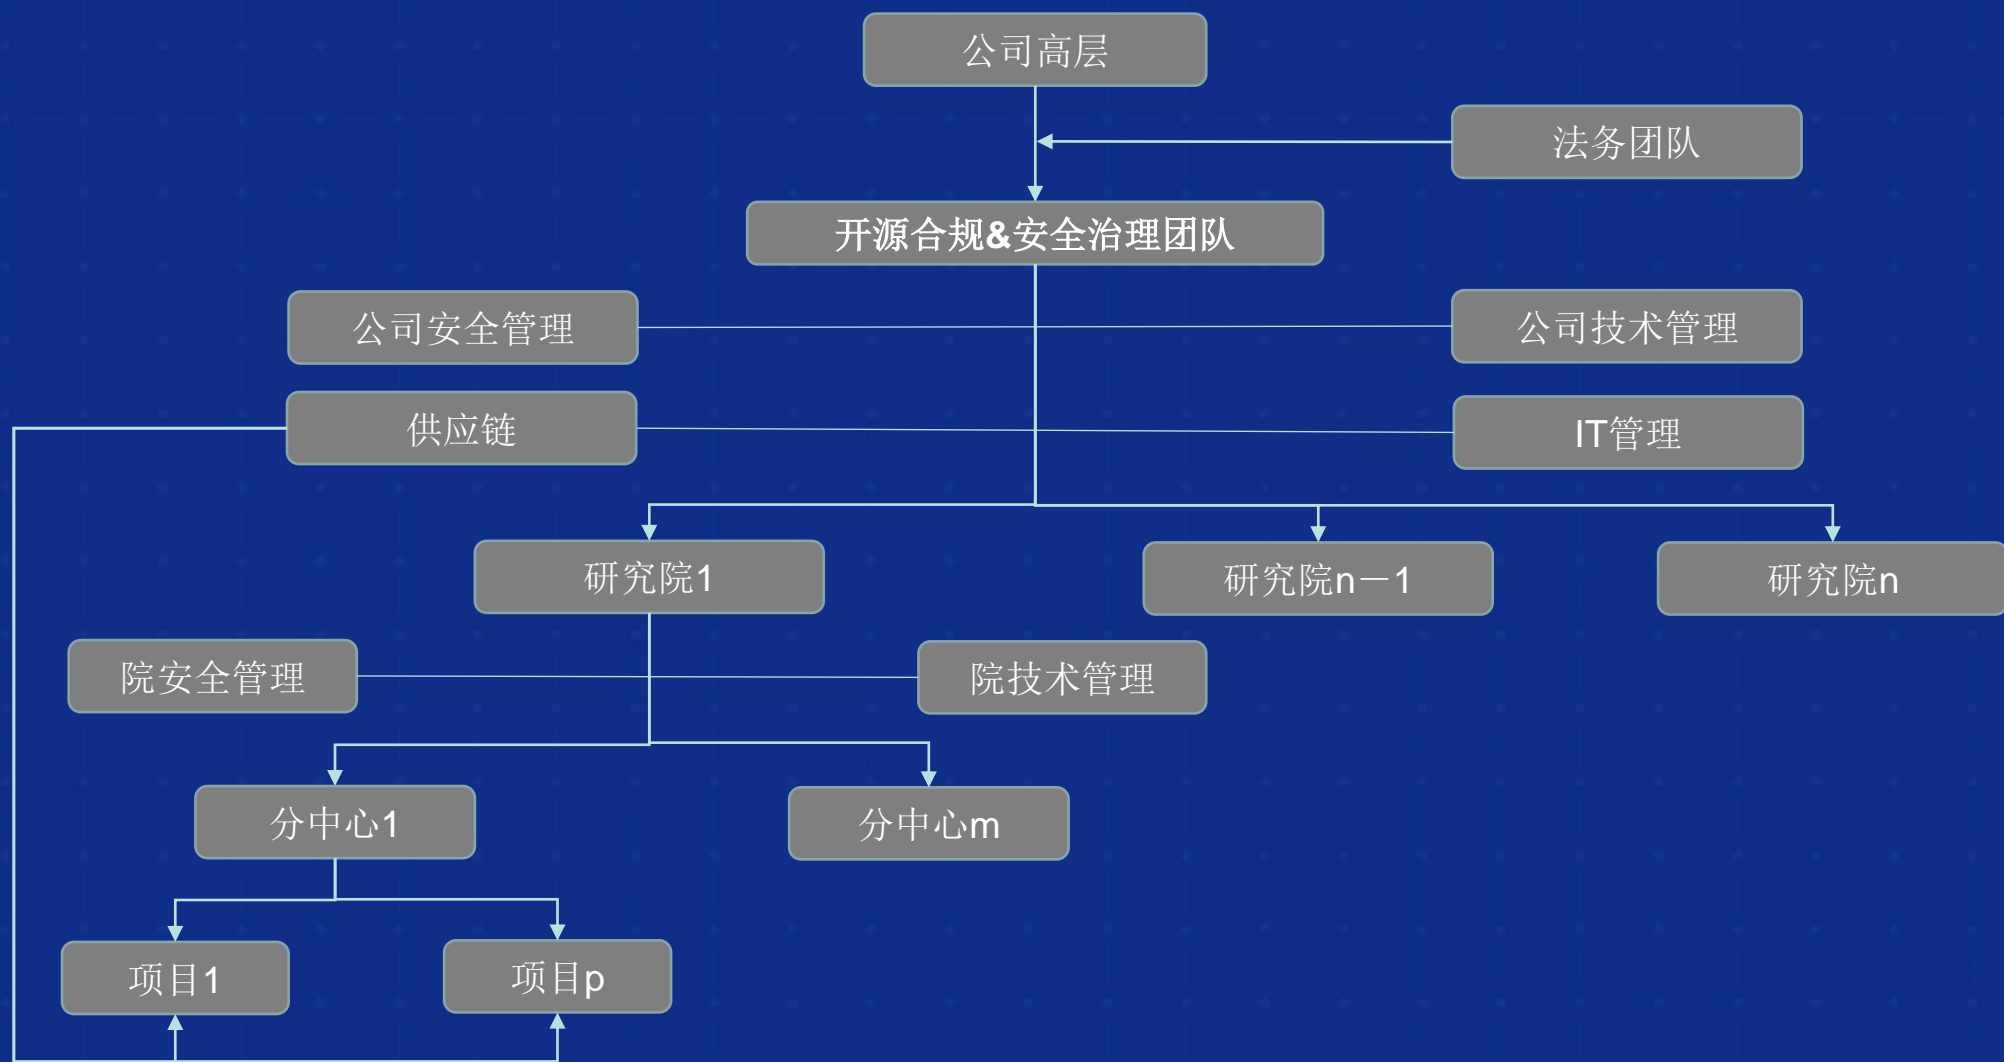 公司高层
法务团队
开源合规&安全治理团队
公司安全管理
公司技术管理
供应链
IT管理
研究院1
研究院n－1
研究院n
院安全管理
院技术管理
分中心1
分中心m
项目1
项目p